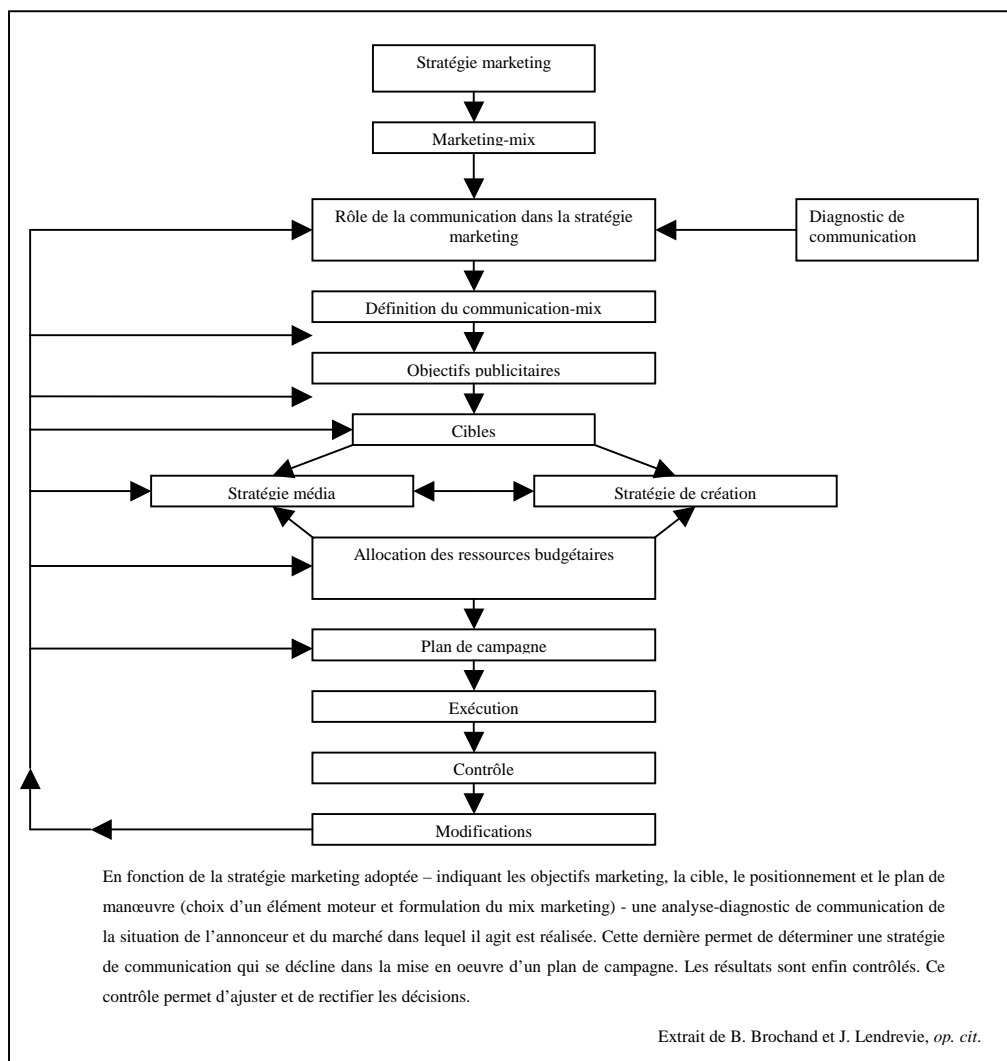 Stratégie marketing
Marketing-mix
Rôle de la communication dans la stratégie
marketing
Diagnostic de
communication
Définition du communication-mix
Objectifs publicitaires
Cibles
Stratégie média
Stratégie de création
Allocation des ressources budgétaires
Plan de campagne
Exécution
Contrôle
Modifications
En fonction de la stratégie marketing adoptée – indiquant les objectifs marketing, la cible, le positionnement et le plan de
manœuvre (choix d’un élément moteur et formulation du mix marketing) - une analyse-diagnostic de communication de
la situation de l’annonceur et du marché dans lequel il agit est réalisée. Cette dernière permet de déterminer une stratégie
de communication qui se décline dans la mise en oeuvre d’un plan de campagne. Les résultats sont enfin contrôlés. Ce
contrôle permet d’ajuster et de rectifier les décisions.
Extrait de B. Brochand et J. Lendrevie, op. cit.